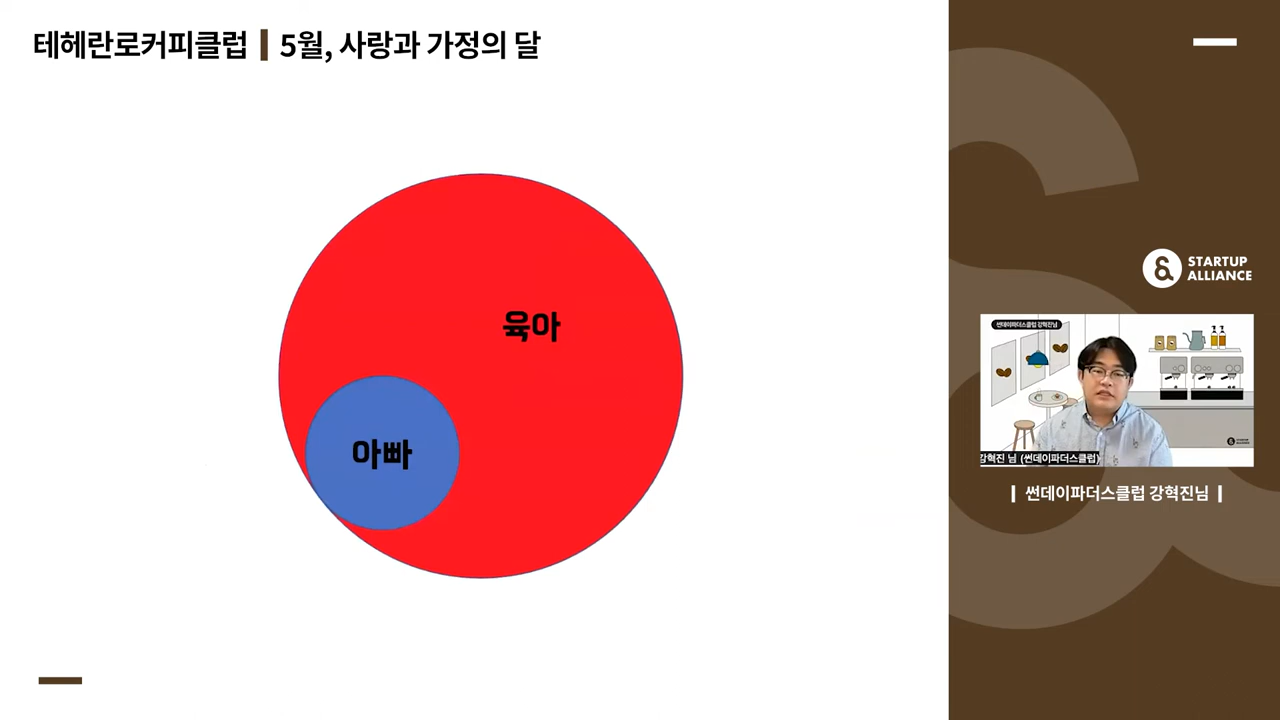 테헤란로커피클럽 | 5월, 사랑과 가정의 달
육아
아빠
STARTUP
ALLIANCE
썬데이파더스클럽 강혁진님
강혁진 님 (썬데이파더스클럽)
| 썬데이파더스클럽 강혁진님 |